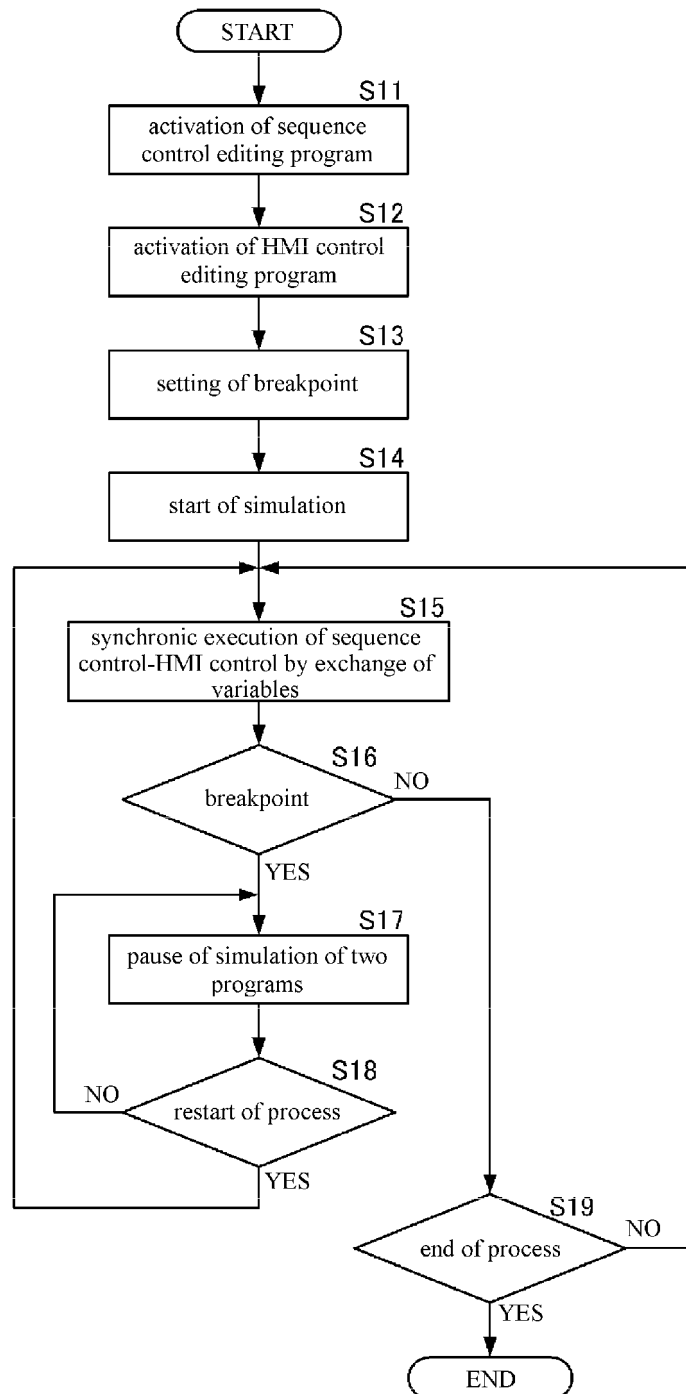 START
S11
activation of sequence
control editing program
S12
activation of HMI control
editing program
S13
setting of breakpoint
S14
start of simulation
S15
synchronic execution of sequence
control-HMI control by exchange of
variables
S16
breakpoint
NO
YES
S17
pause of simulation of two
programs
S18
NO
restart of process
YES
S19
NO
end of process
YES
END